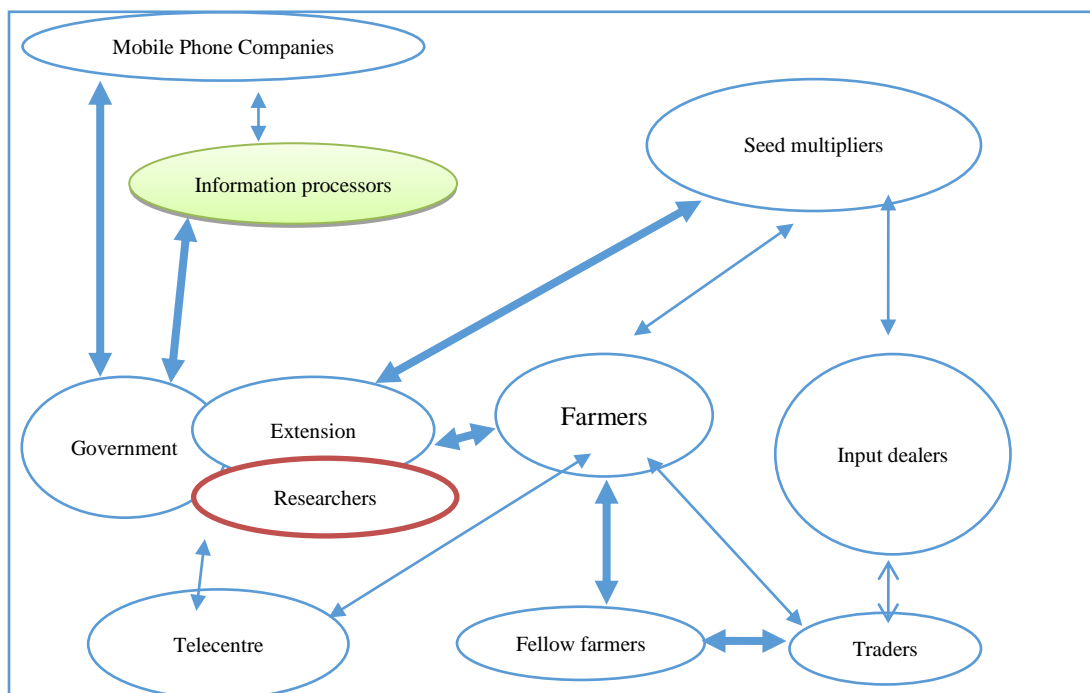 Mobile Phone Companies
Seed multipliers
Information processors
Farmers
Extension
Government
Input dealers
Researchers
Telecentre
Fellow farmers
Traders